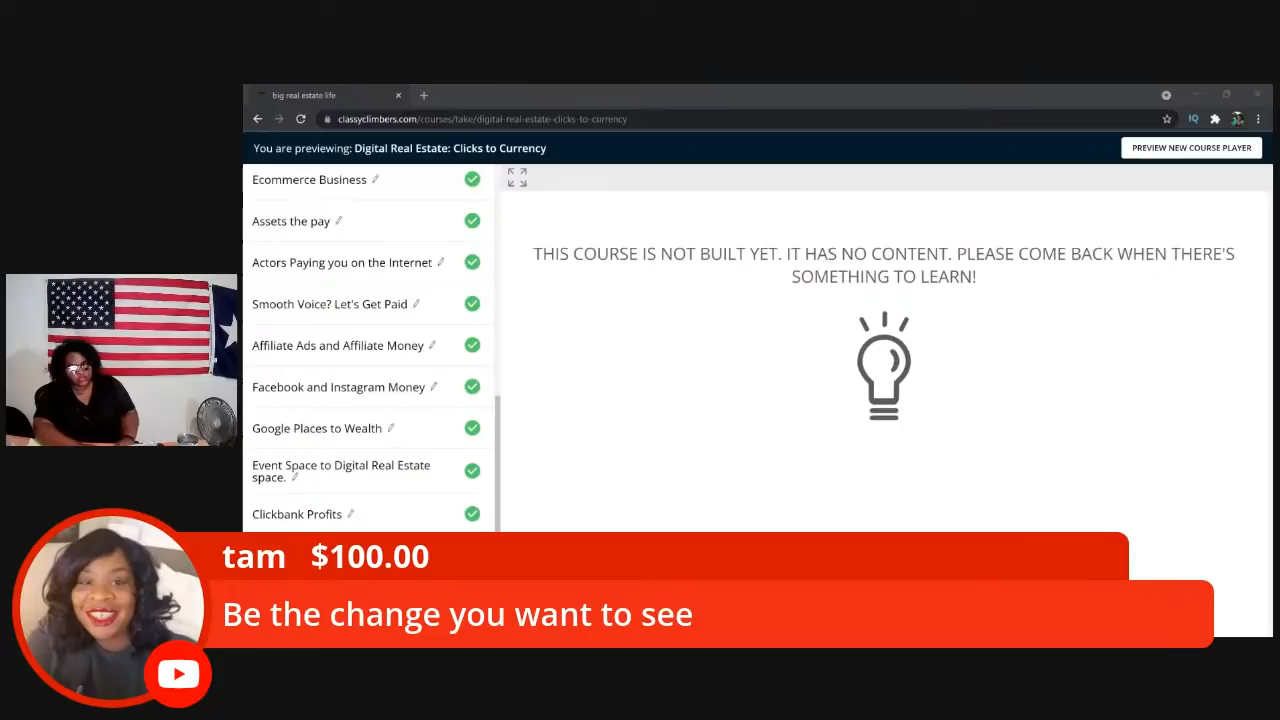 big real estate life
classyclimbers.com/courses/take/digital-real-estate-clicks-to-currency
IQ
You are previewing: Digital Real Estate: Clicks to Currency
PREVIEW NEW COURSE PLAYER
Ecommerce Business
Assets the pay
Actors Paying you on the Internet
Smooth Voice? Let's Get Paid
Affiliate Ads and Affiliate Money
Facebook and Instagram Money
Google Places to Wealth
Event Space to Digital Real Estate
space.
Clickbank Profits
THIS COURSE IS NOT BUILT YET. IT HAS NO CONTENT. PLEASE COME BACK WHEN THERE'S
SOMETHING TO LEARN!
tam $100.00
Be the change you want to see